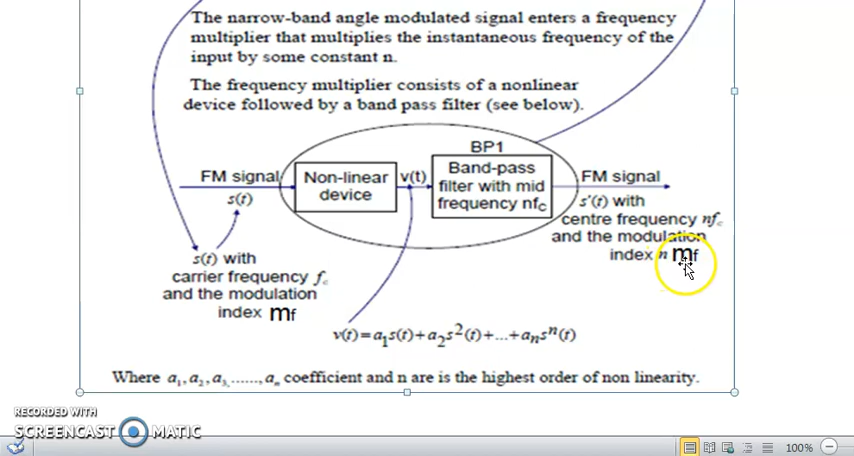 The narrow-band angle modulated signal enters a frequency
multiplier that multiplies the instantaneous frequency of the
input by some constant n.
The frequency multiplier consists of a nonlinear
device followed by a band pass filter (see below).
BP1
FM signal
s(t)
Non-linear
device
v(t)
Band-pass
filter with mid
frequency nfc
FM signal
s'(t) with
centre frequency nfc
and the modulation
index n mf
s(t) with
carrier frequency fc
and the modulation
index mf
v(t)=a₁s(t)+a₂s²(t)+...+aₙsⁿ(t)
Where a₁,a₂,a₃,......,aₙ coefficient and n are is the highest order of non linearity.
RECORDED WITH
SCREENCAST MATIC
100%